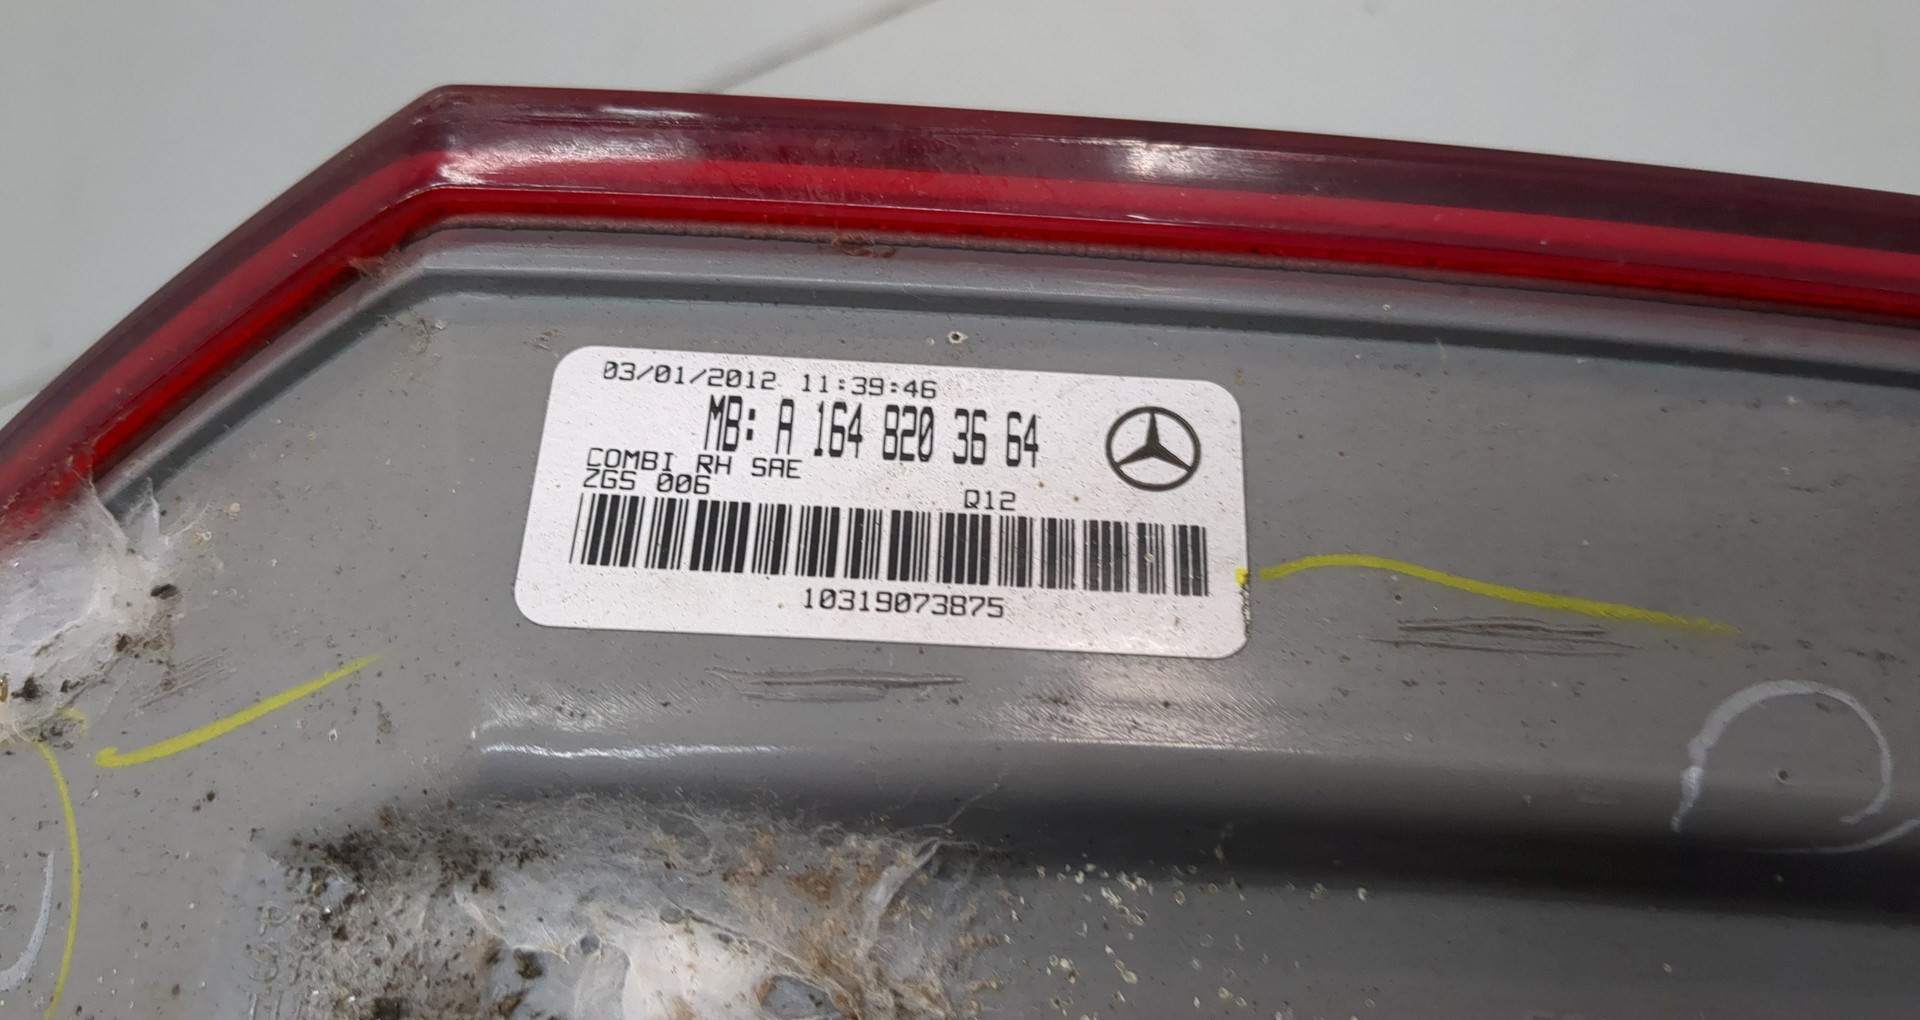 03/01/2012 11:39:46
MB: A 164 820 36 64
COMBI RH SAE
ZGS 006
Q12
10319073875